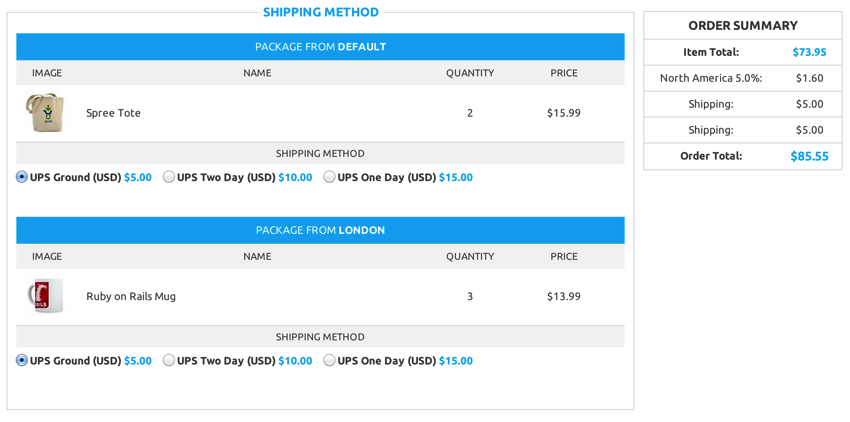 SHIPPING METHOD
PACKAGE FROM DEFAULT
IMAGE NAME QUANTITY PRICE
Spree Tote 2 $15.99
SHIPPING METHOD
UPS Ground (USD) $5.00 UPS Two Day (USD) $10.00 UPS One Day (USD) $15.00
PACKAGE FROM LONDON
IMAGE NAME QUANTITY PRICE
Ruby on Rails Mug 3 $13.99
SHIPPING METHOD
UPS Ground (USD) $5.00 UPS Two Day (USD) $10.00 UPS One Day (USD) $15.00
ORDER SUMMARY
Item Total: $73.95
North America 5.0%: $1.60
Shipping: $5.00
Shipping: $5.00
Order Total: $85.55